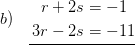 b) r + 2s = −1
3r − 2s = −11